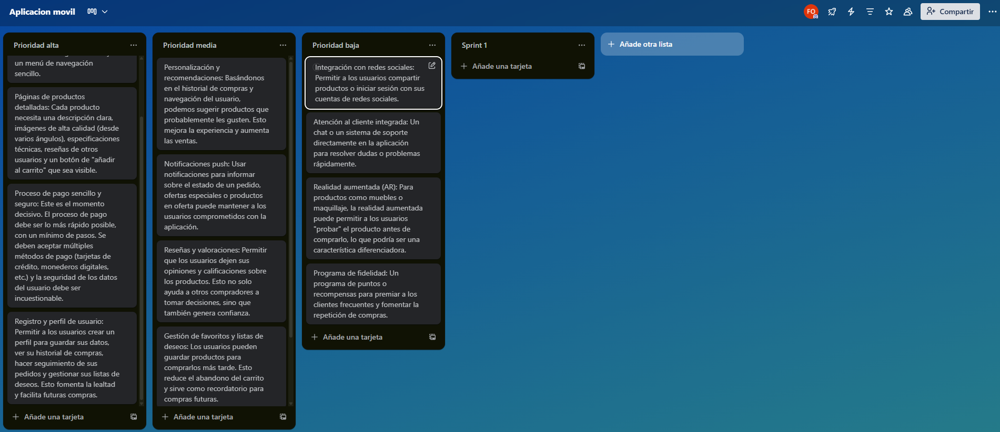 Aplicacion movil
FO
Compartir
Prioridad alta
un menú de navegación
sencillo.
Páginas de productos
detalladas: Cada producto
necesita una descripción clara,
imágenes de alta calidad (desde
varios ángulos), especificaciones
técnicas, reseñas de otros
usuarios y un botón de "añadir
al carrito" que sea visible.
Proceso de pago sencillo y
seguro: Este es el momento
decisivo. El proceso de pago
debe ser lo más rápido posible,
con un mínimo de pasos. Se
deben aceptar múltiples
métodos de pago (tarjetas de
crédito, monederos digitales,
etc.) y la seguridad de los datos
del usuario debe ser
incuestionable.
Registro y perfil de usuario:
Permitir a los usuarios crear un
perfil para guardar sus datos,
ver su historial de compras,
hacer seguimiento de sus
pedidos y gestionar sus listas de
deseos. Esto fomenta la lealtad
y facilita futuras compras.
Añade una tarjeta
Prioridad media
Personalización y
recomendaciones: Basándonos
en el historial de compras y
navegación del usuario,
podemos sugerir productos que
probablemente les gusten. Esto
mejora la experiencia y aumenta
las ventas.
Notificaciones push: Usar
notificaciones para informar
sobre el estado de un pedido,
ofertas especiales o productos
en oferta puede mantener a los
usuarios comprometidos con la
aplicación.
Reseñas y valoraciones: Permitir
que los usuarios dejen sus
opiniones y calificaciones sobre
los productos. Esto no solo
ayuda a otros compradores a
tomar decisiones, sino que
también genera confianza.
Gestión de favoritos y listas de
deseos: Los usuarios pueden
guardar productos para
comprarlos más tarde. Esto
reduce el abandono del carrito
y sirve como recordatorio para
compras futuras.
Añade una tarjeta
Prioridad baja
Integración con redes sociales:
Permitir a los usuarios compartir
productos o iniciar sesión con sus
cuentas de redes sociales.
Atención al cliente integrada: Un
chat o un sistema de soporte
directamente en la aplicación
para resolver dudas o problemas
rápidamente.
Realidad aumentada (AR): Para
productos como muebles o
maquillaje, la realidad aumentada
puede permitir a los usuarios
"probar" el producto antes de
comprarlo, lo que podría ser una
característica diferenciadora.
Programa de fidelidad: Un
programa de puntos o
recompensas para premiar a los
clientes frecuentes y fomentar la
repetición de compras.
Añade una tarjeta
Sprint 1
Añade una tarjeta
Añade otra lista